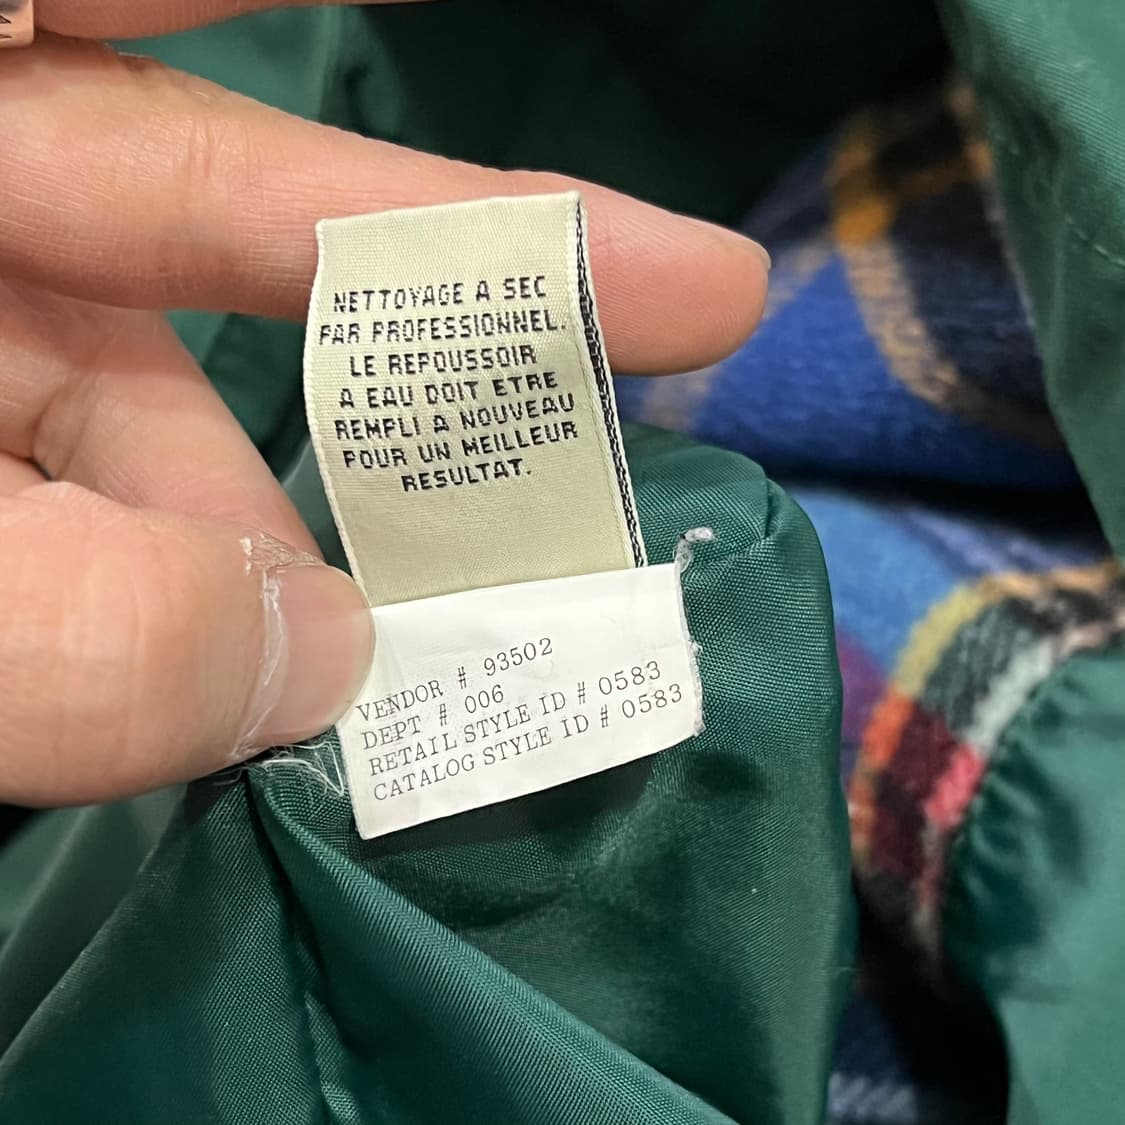 NETTOYAGE A SEC
PAR PROFESSIONNEL.
LE REPOUSSOIR
A EAU DOIT ETRE
REMPLI A NOUVEAU
POUR UN MEILLEUR
RESULTAT.
VENDOR # 93502
DEPT # 006
RETAIL STYLE ID # 0583
CATALOG STYLE ID # 0583